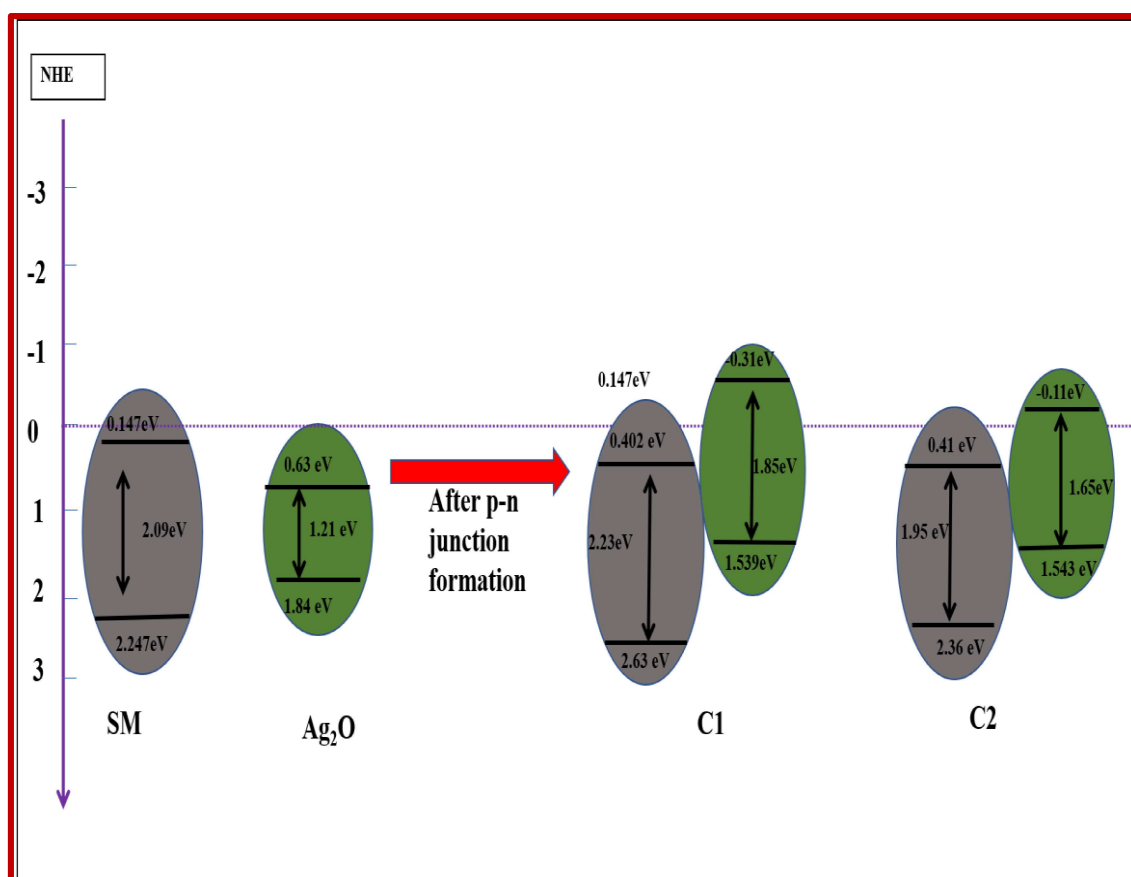 NHE
-3
-2
-1
0
1
2
3
0.147eV
2.09eV
2.247eV
SM
0.63 eV
1.21 eV
1.84 eV
Ag₂O
After p-n
junction
formation
0.147eV
0.402 eV
2.23eV
2.63 eV
-0.31eV
1.85eV
1.539eV
C1
0.41 eV
1.95 eV
2.36 eV
-0.11eV
1.65eV
1.543 eV
C2